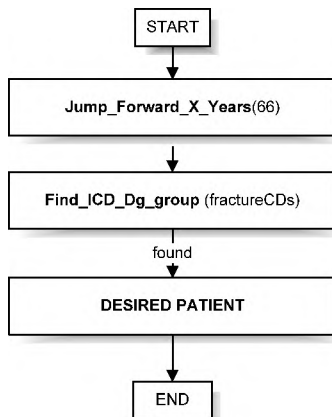 START
Jump_Forward_X_Years(66)
Find_ICD_Dg_group (fractureCDs)
found
DESIRED PATIENT
END